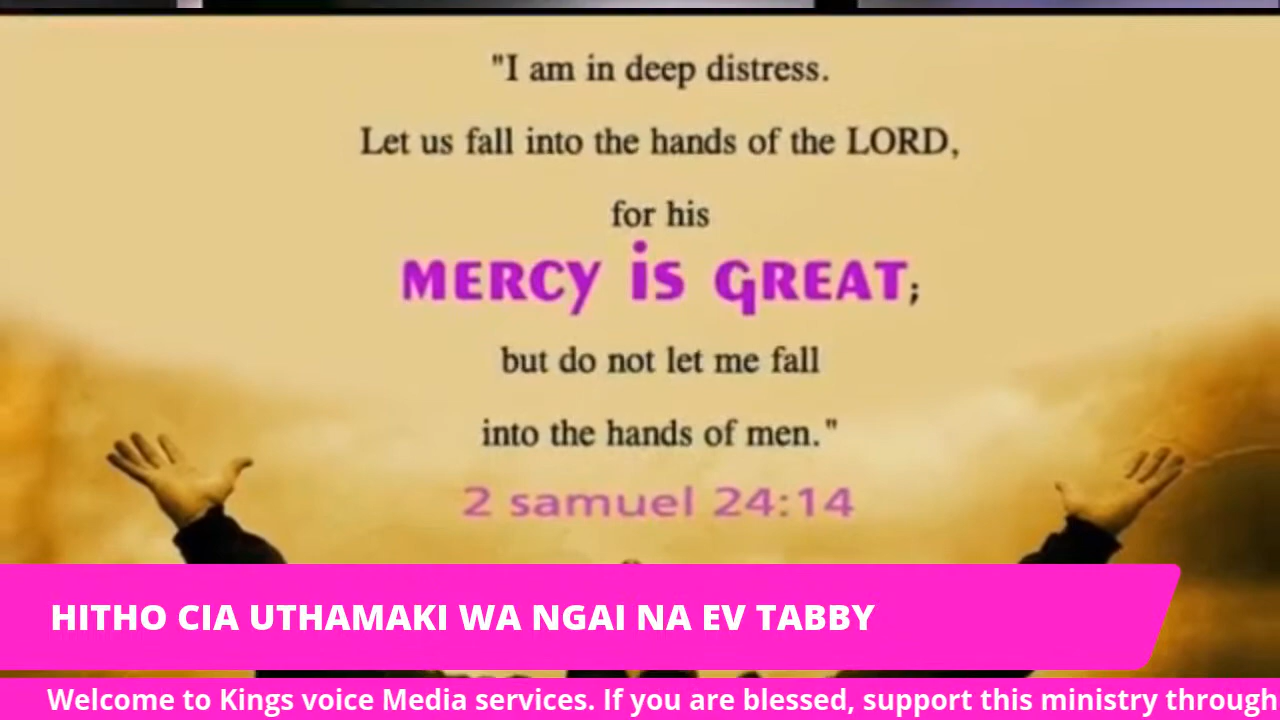 "I am in deep distress.
Let us fall into the hands of the LORD,
for his
MERCY iS GREAT;
but do not let me fall
into the hands of men."
2 samuel 24:14
HITHO CIA UTHAMAKI WA NGAI NA EV TABBY
Welcome to Kings voice Media services. If you are blessed, support this ministry through